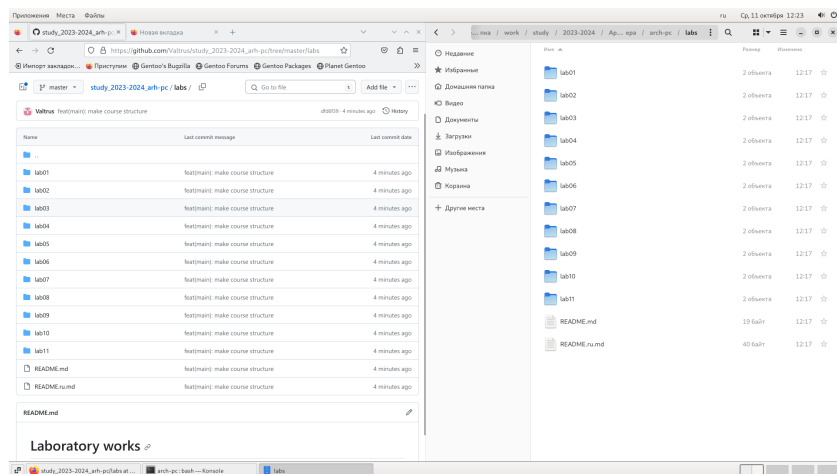 Приложения Места Файлы
ru Ср, 11 октября 12:23
study_2023-2024_arh-pc
Новая вкладка
https://github.com/Valtrus/study_2023-2024_arh-pc/tree/master/labs
Импорт закладок... Приступим Gentoo's Bugzilla Gentoo Forums Gentoo Packages Planet Gentoo
master study_2023-2024_arh-pc / labs / Go to file t Add file
Valtrus feat(main): make course structure 4 minutes ago History
Name Last commit message Last commit date
..
lab01 feat(main): make course structure 4 minutes ago
lab02 feat(main): make course structure 4 minutes ago
lab03 feat(main): make course structure 4 minutes ago
lab04 feat(main): make course structure 4 minutes ago
lab05 feat(main): make course structure 4 minutes ago
lab06 feat(main): make course structure 4 minutes ago
lab07 feat(main): make course structure 4 minutes ago
lab08 feat(main): make course structure 4 minutes ago
lab09 feat(main): make course structure 4 minutes ago
lab10 feat(main): make course structure 4 minutes ago
lab11 feat(main): make course structure 4 minutes ago
README.md feat(main): make course structure 4 minutes ago
README.ru.md feat(main): make course structure 4 minutes ago
README.md
Laboratory works
/ work / study / 2023-2024 / Ар... ера / arch-pc / labs
Недавние
Избранные
Домашняя папка
Видео
Документы
Загрузки
Изображения
Музыка
Корзина
Другие места
Имя Размер Изменено
lab01 2 объекта 12:17
lab02 2 объекта 12:17
lab03 2 объекта 12:17
lab04 2 объекта 12:17
lab05 2 объекта 12:17
lab06 2 объекта 12:17
lab07 2 объекта 12:17
lab08 2 объекта 12:17
lab09 2 объекта 12:17
lab10 2 объекта 12:17
lab11 2 объекта 12:17
README.md 19 байт 12:17
README.ru.md 40 байт 12:17
study_2023-2024_arh-pc/labs at ... arch-pc : bash — Konsole labs